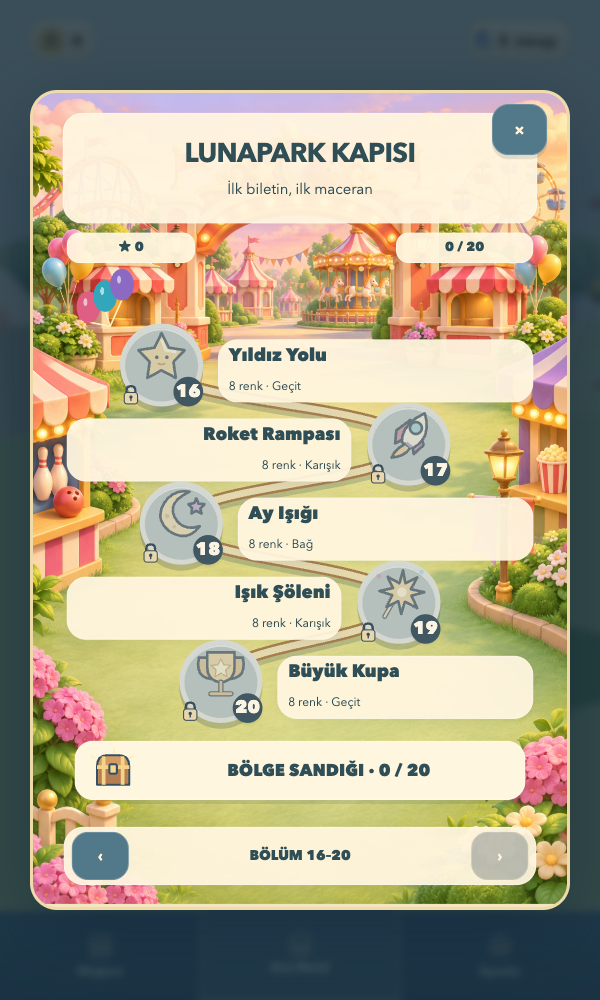 LUNAPARK KAPISI
×
İlk biletin, ilk maceran
★ 0
0 / 20
Yıldız Yolu
8 renk · Geçit
16
Roket Rampası
8 renk · Karışık
17
Ay Işığı
8 renk · Bağ
18
Işık Şöleni
8 renk · Karışık
19
Büyük Kupa
8 renk · Geçit
20
BÖLGE SANDIĞI · 0 / 20
‹
BÖLÜM 16–20
›